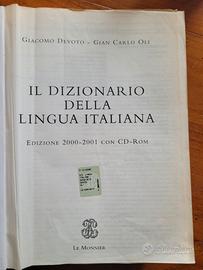 GIACOMO DEVOTO - GIAN CARLO OLI
IL DIZIONARIO
DELLA
LINGUA ITALIANA
EDIZIONE 2000-2001 CON CD-ROM
LE MONNIER